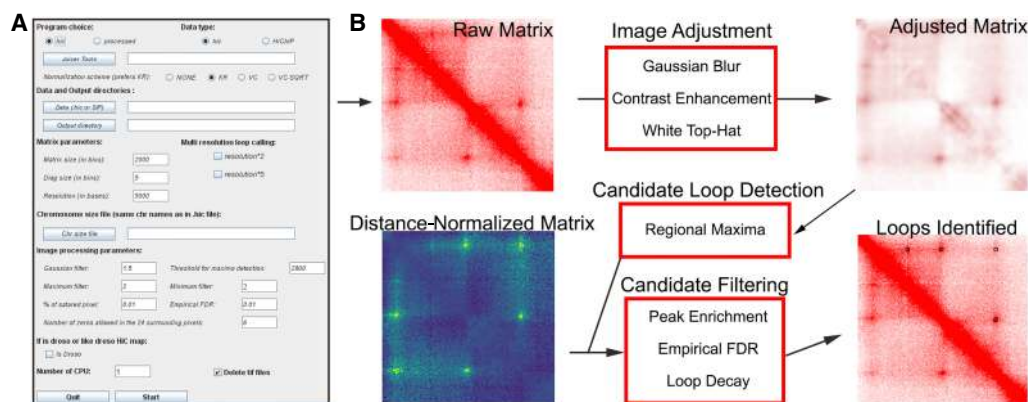 A
Program choice: Data type:
hic processed hic HiChIP
Juicer Tools
Normalisation scheme (prefers KR): NONE KR VC VC SQRT
Data and Output directories :
Data (.hic or SIP)
Output directory
Matrix parameters: Multi resolution loop calling:
Matrix size (in bins): 2000 resolution*2
Diag size (in bins): 5 resolution*5
Resolution (in bases): 5000
Chromosome size file (same chr names as in .hic file):
Chr size file
Image processing parameters:
Gaussian filter: 1.5 Threshold for maxima detection: 2800
Maximum filter: 2 Minimum filter: 2
% of satured pixel: 0.01 Empirical FDR: 0.01
Number of zeros allowed in the 24 surrounding pixels: 6
If is droso or like droso HiC map:
Is Droso
Number of CPU: 1 Delete tif files
Quit Start
B
Raw Matrix
Image Adjustment
Gaussian Blur
Contrast Enhancement
White Top-Hat
Adjusted Matrix
Candidate Loop Detection
Regional Maxima
Distance-Normalized Matrix
Candidate Filtering
Peak Enrichment
Empirical FDR
Loop Decay
Loops Identified